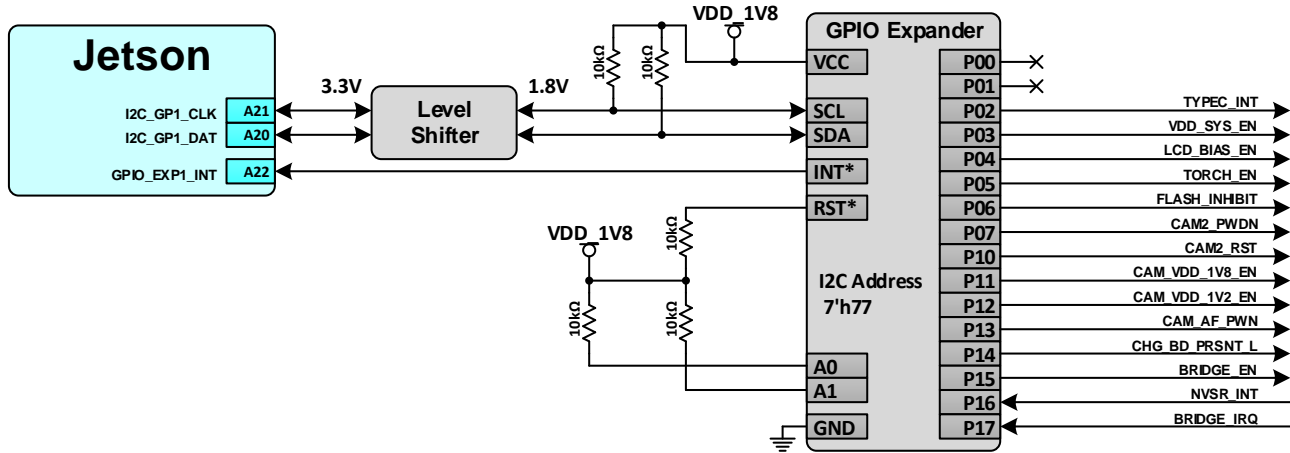 Jetson
I2C_GP1_CLK
A21
I2C_GP1_DAT
A20
GPIO_EXP1_INT
A22
3.3V
Level
Shifter
1.8V
10kΩ
10kΩ
VDD_1V8
VDD_1V8
10kΩ
10kΩ
10kΩ
GPIO Expander
VCC
SCL
SDA
INT*
RST*
I2C Address
7'h77
A0
A1
GND
P00
P01
P02
TYPEC_INT
P03
VDD_SYS_EN
P04
LCD_BIAS_EN
P05
TORCH_EN
P06
FLASH_INHIBIT
P07
CAM2_PWDN
P10
CAM2_RST
P11
CAM_VDD_1V8_EN
P12
CAM_VDD_1V2_EN
P13
CAM_AF_PWN
P14
CHG_BD_PRSNT_L
P15
BRIDGE_EN
P16
NVSR_INT
P17
BRIDGE_IRQ